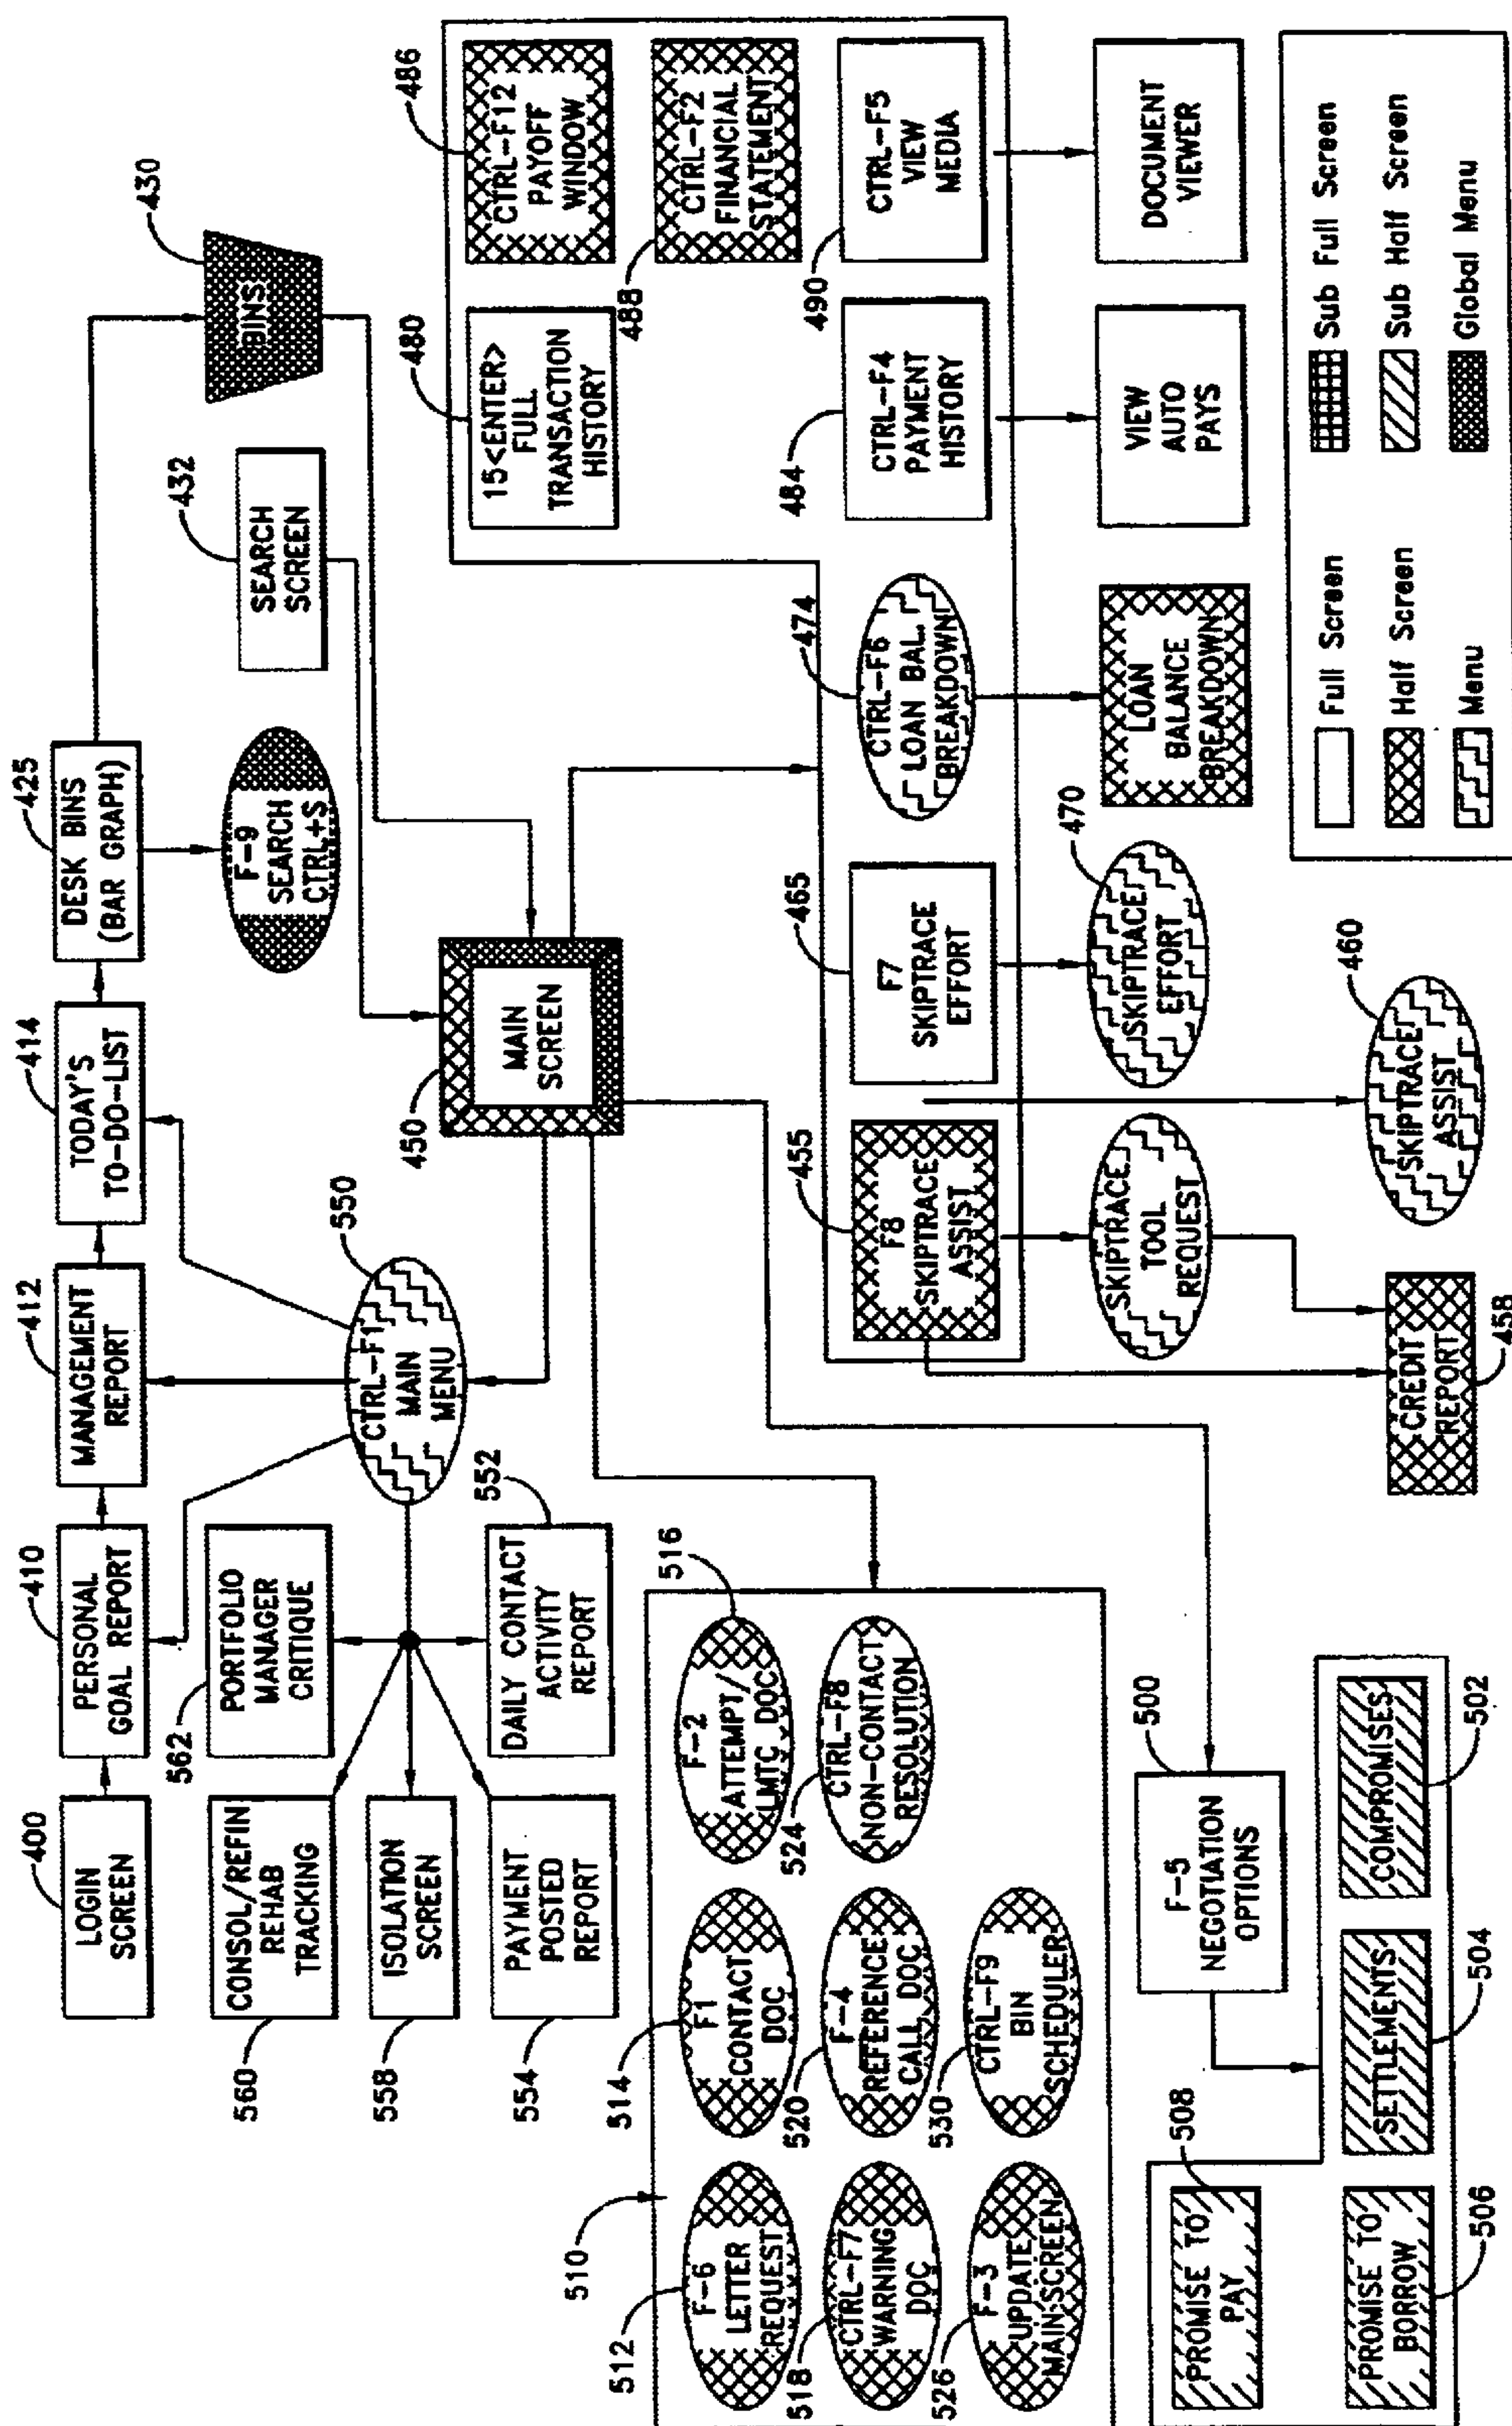 400
LOGIN
SCREEN
410
PERSONAL
GOAL REPORT
412
MANAGEMENT
REPORT
414
TODAY'S
TO-DO-LIST
425
DESK BINS
(BAR GRAPH)
F-9
SEARCH
CTRL+S
430
BINS
432
SEARCH
SCREEN
560
CONSOL/REFIN
REHAB
TRACKING
562
PORTFOLIO
MANAGER
CRITIQUE
558
ISOLATION
SCREEN
554
PAYMENT
POSTED
REPORT
552
DAILY CONTACT
ACTIVITY
REPORT
550
CTRL-F1
MAIN
MENU
450
MAIN
SCREEN
510
512
F-6
LETTER
REQUEST
514
F1
CONTACT
DOC
516
F-2
ATTEMPT/
LMTC DOC
518
CTRL-F7
WARNING
DOC
520
F-4
REFERENCE
CALL DOC
524
CTRL-F8
NON-CONTACT
RESOLUTION
526
F-3
UPDATE
MAIN SCREEN
530
CTRL-F9
BIN
SCHEDULER
480
15<ENTER>
FULL
TRANSACTION
HISTORY
486
CTRL-F12
PAYOFF
WINDOW
488
CTRL-F2
FINANCIAL
STATEMENT
455
F8
SKIPTRACE
ASSIST
465
F7
SKIPTRACE
EFFORT
474
CTRL-F6
LOAN BAL.
BREAKDOWN
484
CTRL-F4
PAYMENT
HISTORY
490
CTRL-F5
VIEW
MEDIA
SKIPTRACE
TOOL
REQUEST
470
SKIPTRACE
EFFORT
LOAN
BALANCE
BREAKDOWN
VIEW
AUTO
PAYS
DOCUMENT
VIEWER
CREDIT
REPORT
458
460
SKIPTRACE
ASSIST
500
F-5
NEGOTIATION
OPTIONS
508
PROMISE TO
PAY
PROMISE TO
BORROW
506
SETTLEMENTS
504
COMPROMISES
502
Full Screen
Sub Full Screen
Half Screen
Sub Half Screen
Menu
Global Menu